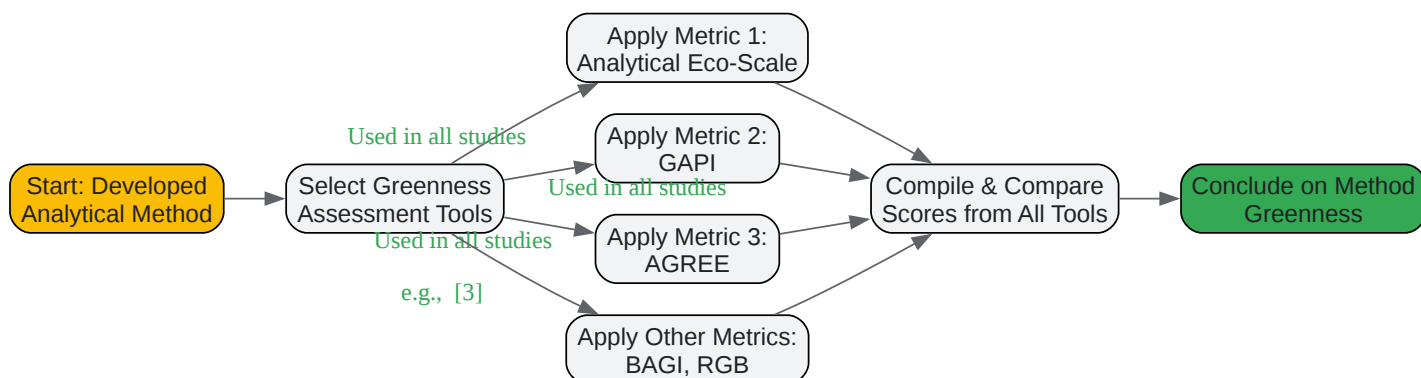 Apply Metric 1:
Analytical Eco-Scale
Used in all studies
Start: Developed
Analytical Method
Select Greenness
Assessment Tools
Apply Metric 2:
GAPI
Used in all studies
Compile & Compare
Scores from All Tools
Conclude on Method
Greenness
Used in all studies
Apply Metric 3:
AGREE
e.g.,  [3]
Apply Other Metrics:
BAGI, RGB